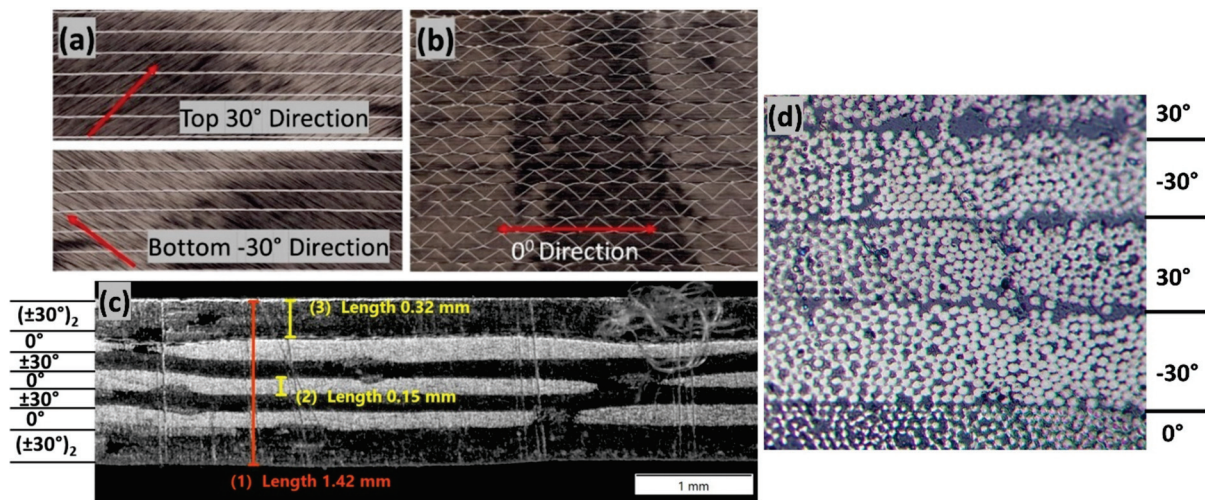 (a)
Top 30° Direction
Bottom -30° Direction
(b)
0⁰ Direction
(c)
(±30°)₂
0°
±30°
0°
±30°
0°
(±30°)₂
(3) Length 0.32 mm
(2) Length 0.15 mm
(1) Length 1.42 mm
1 mm
(d)
30°
-30°
30°
-30°
0°